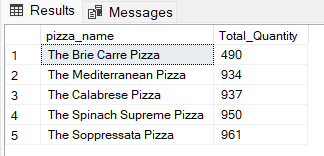 Results Messages
pizza_name Total_Quantity
1 The Brie Carre Pizza 490
2 The Mediterranean Pizza 934
3 The Calabrese Pizza 937
4 The Spinach Supreme Pizza 950
5 The Soppressata Pizza 961